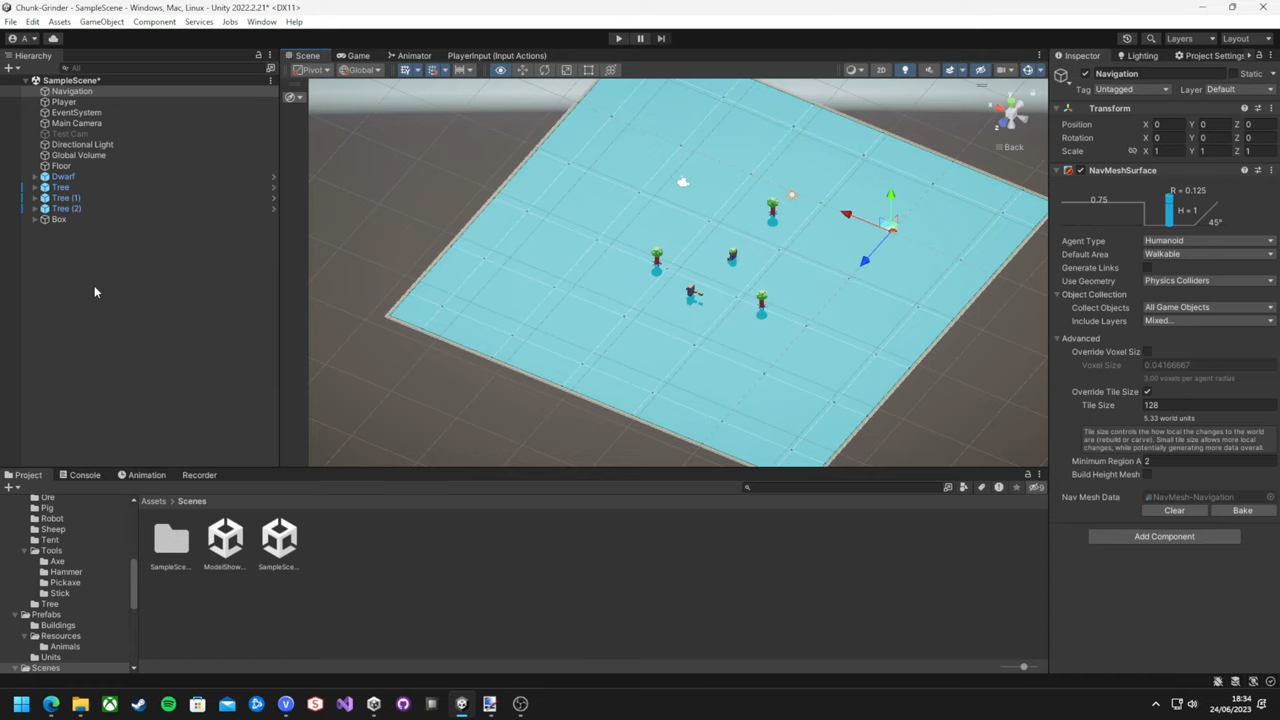 Chunk-Grinder - SampleScene - Windows, Mac, Linux - Unity 2022.2.21* <DX11>
File Edit Assets GameObject Component Services Jobs Window Help
A Layers Layout
Hierarchy
All
SampleScene*
Navigation
Player
EventSystem
Main Camera
Test Cam
Directional Light
Global Volume
Floor
Dwarf
Tree
Tree (1)
Tree (2)
Box
Scene Game Animator PlayerInput (Input Actions)
Pivot Global 2D
y
x
z
Back
Inspector Lighting Project Settings
Navigation Static
Tag Untagged Layer Default
Transform
Position X 0 Y 0 Z 0
Rotation X 0 Y 0 Z 0
Scale X 1 Y 1 Z 1
NavMeshSurface
R = 0.125
0.75
H = 1
45°
Agent Type Humanoid
Default Area Walkable
Generate Links
Use Geometry Physics Colliders
Object Collection
Collect Objects All Game Objects
Include Layers Mixed...
Advanced
Override Voxel Siz
Voxel Size 0.04166667
3.00 voxels per agent radius
Override Tile Size
Tile Size 128
5.33 world units
Tile size controls the how local the changes to the world
are (rebuild or carve). Small tile size allows more local
changes, while potentially generating more data overall.
Minimum Region A 2
Build Height Mesh
Nav Mesh Data NavMesh-Navigation
Clear Bake
Add Component
Project Console Animation Recorder
9
Ore
Pig
Robot
Sheep
Tent
Tools
Axe
Hammer
Pickaxe
Stick
Tree
Prefabs
Buildings
Resources
Animals
Units
Scenes
Assets > Scenes
SampleSce... ModelShow... SampleSce...
18:34
24/06/2023